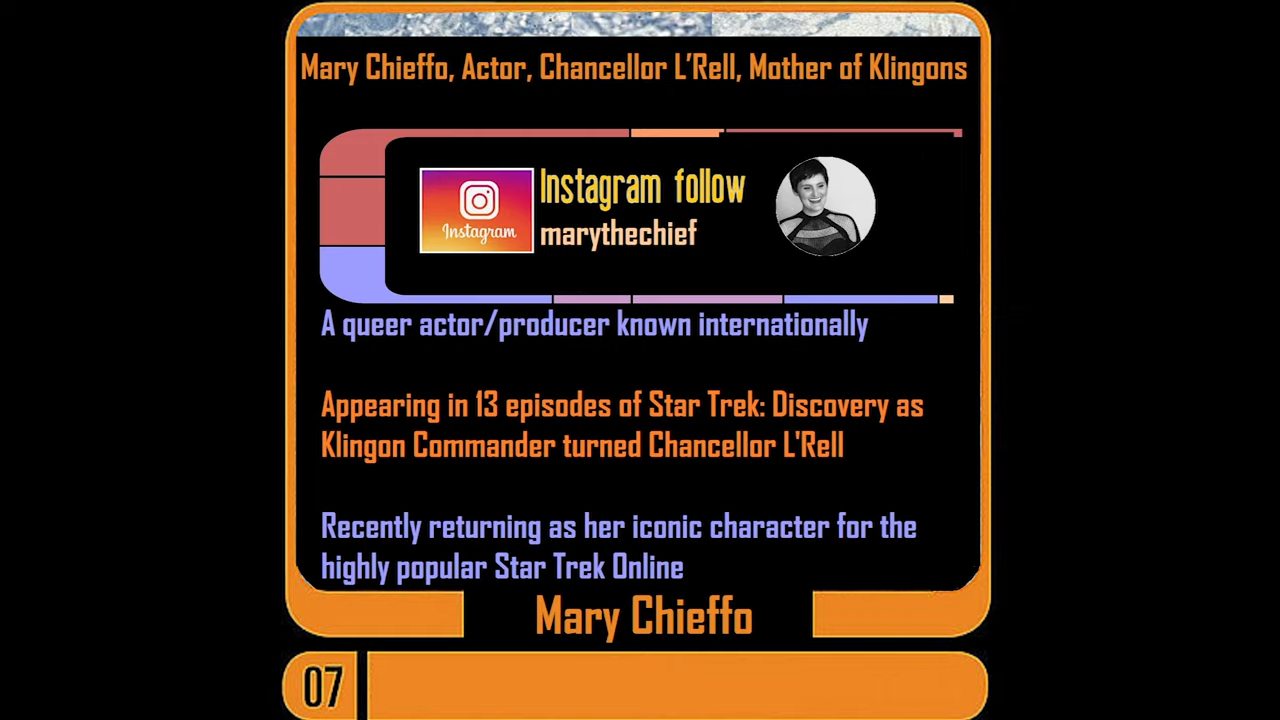 Mary Chieffo, Actor, Chancellor L'Rell, Mother of Klingons
Instagram
Instagram follow
marythechief
A queer actor/producer known internationally
Appearing in 13 episodes of Star Trek: Discovery as
Klingon Commander turned Chancellor L'Rell
Recently returning as her iconic character for the
highly popular Star Trek Online
Mary Chieffo
07